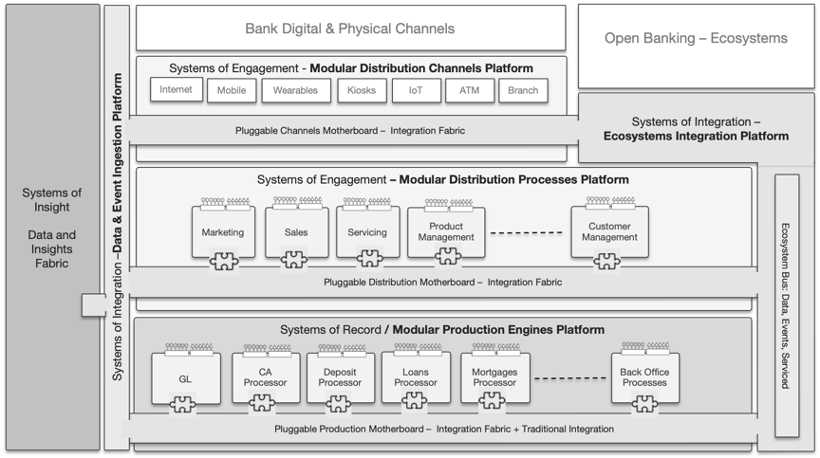 Bank Digital & Physical Channels
Open Banking – Ecosystems
Systems of Engagement - Modular Distribution Channels Platform
Internet
Mobile
Wearables
Kiosks
IoT
ATM
Branch
Pluggable Channels Motherboard – Integration Fabric
Systems of Integration –
Ecosystems Integration Platform
Systems of
Insight
Data and
Insights
Fabric
Systems of Integration –Data & Event Ingestion Platform
Systems of Engagement – Modular Distribution Processes Platform
Marketing
Sales
Servicing
Product
Management
Customer
Management
Pluggable Distribution Motherboard – Integration Fabric
Ecosystem Bus: Data, Events, Serviced
Systems of Record / Modular Production Engines Platform
GL
CA
Processor
Deposit
Processor
Loans
Processor
Mortgages
Processor
Back Office
Processes
Pluggable Production Motherboard – Integration Fabric + Traditional Integration